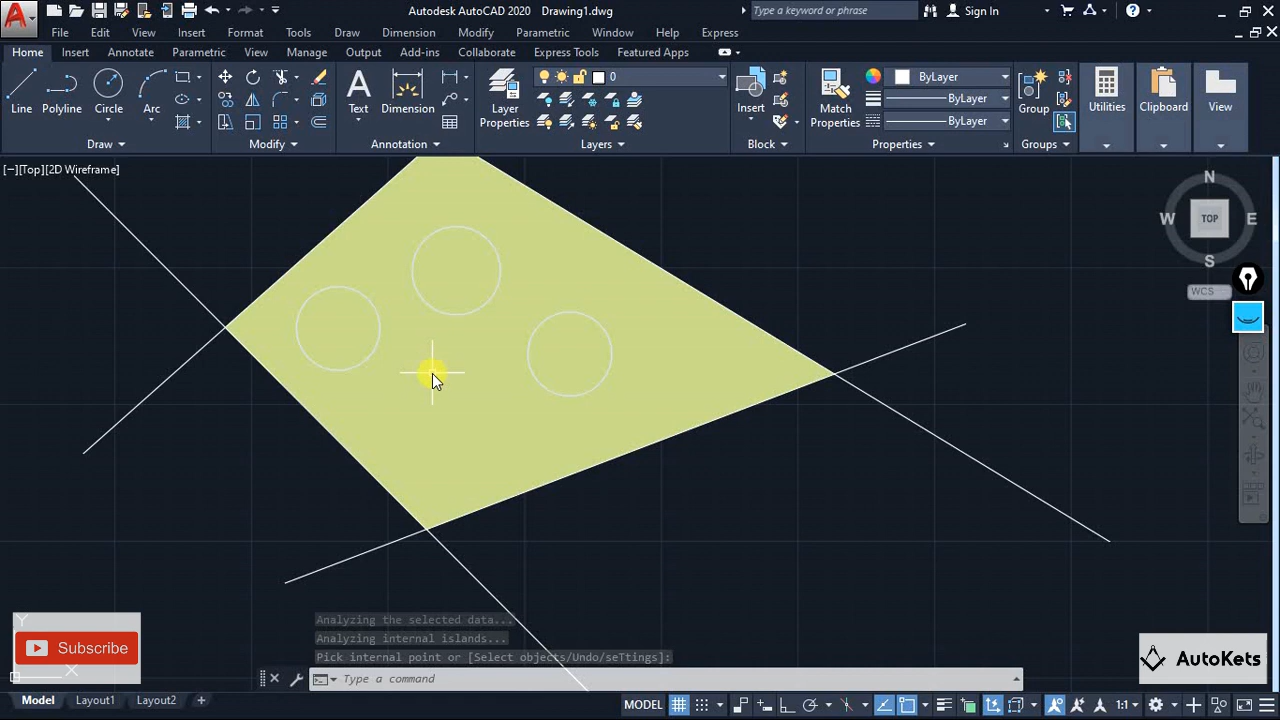 Autodesk AutoCAD 2020 Drawing1.dwg
Type a keyword or phrase
Sign In
File Edit View Insert Format Tools Draw Dimension Modify Parametric Window Help Express
Home Insert Annotate Parametric View Manage Output Add-ins Collaborate Express Tools Featured Apps
Line Polyline Circle Arc
Text Dimension
Layer Properties
0
Insert
Match Properties
ByLayer
ByLayer
ByLayer
Group
Utilities
Clipboard
View
Draw Modify Annotation Layers Block Properties Groups
[−][Top][2D Wireframe]
N
W TOP E
S
WCS
Analyzing the selected data...
Analyzing internal islands...
Pick internal point or [Select objects/Undo/seTtings]:
Type a command
Y
Subscribe
X
AutoKets
Model Layout1 Layout2 +
MODEL
1:1